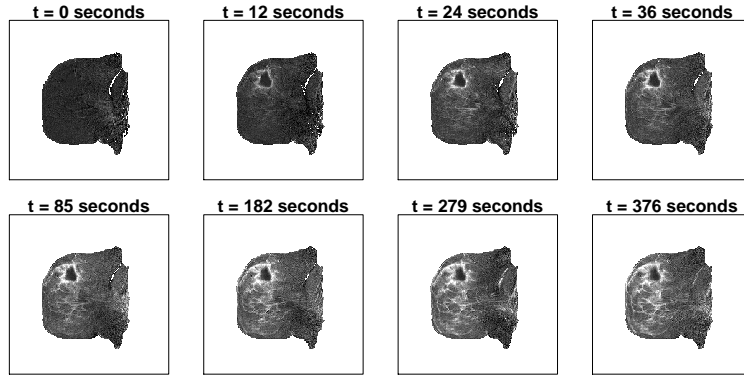 t = 0 seconds
t = 12 seconds
t = 24 seconds
t = 36 seconds
t = 85 seconds
t = 182 seconds
t = 279 seconds
t = 376 seconds